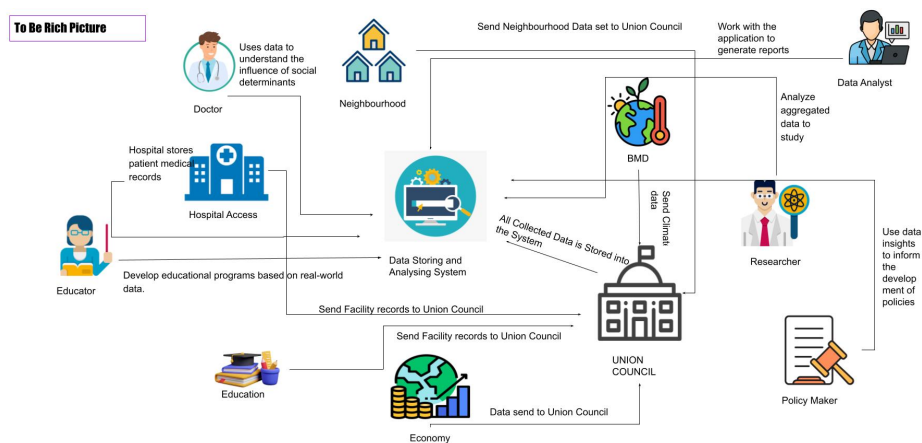 To Be Rich Picture
Send Neighbourhood Data set to Union Council
Work with the
application to
generate reports
Uses data to
understand the
influence of social
determinants
Doctor
Neighbourhood
Data Analyst
Analyze
aggregated
data to
study
BMD
Hospital stores
patient medical
records
Hospital Access
Send Climate
data
All Collected Data is Stored into
the System
Researcher
Use data
insights
to inform
the
develop
ment of
policies
Educator
Data Storing and
Analysing System
Develop educational programs based on real-world
data.
Send Facility records to Union Council
Send Facility records to Union Council
UNION
COUNCIL
Education
Policy Maker
Data send to Union Council
Economy